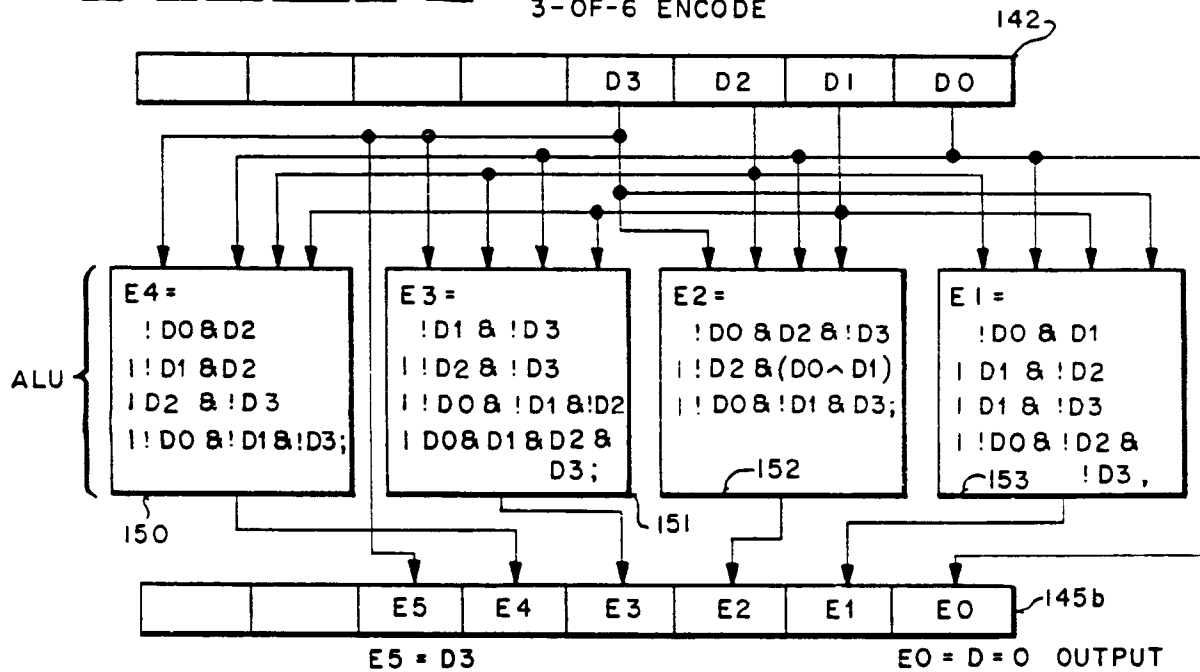 3-OF-6 ENCODE
142
D3 D2 D1 D0
ALU
E4=
!D0&D2
|!D1&D2
|D2 &!D3
|!D0&!D1&!D3;
150
E3=
!D1 & !D3
|!D2 & !D3
|!D0 & !D1 &!D2
|D0&D1&D2&
D3;
151
E2=
!D0&D2&!D3
|!D2&(D0^D1)
|!D0&!D1&D3;
152
E1=
!D0 & D1
| D1 & !D2
| D1 & !D3
| !D0& !D2&
!D3,
153
E5 E4 E3 E2 E1 E0
145b
E5 = D3
E0 = D=0 OUTPUT